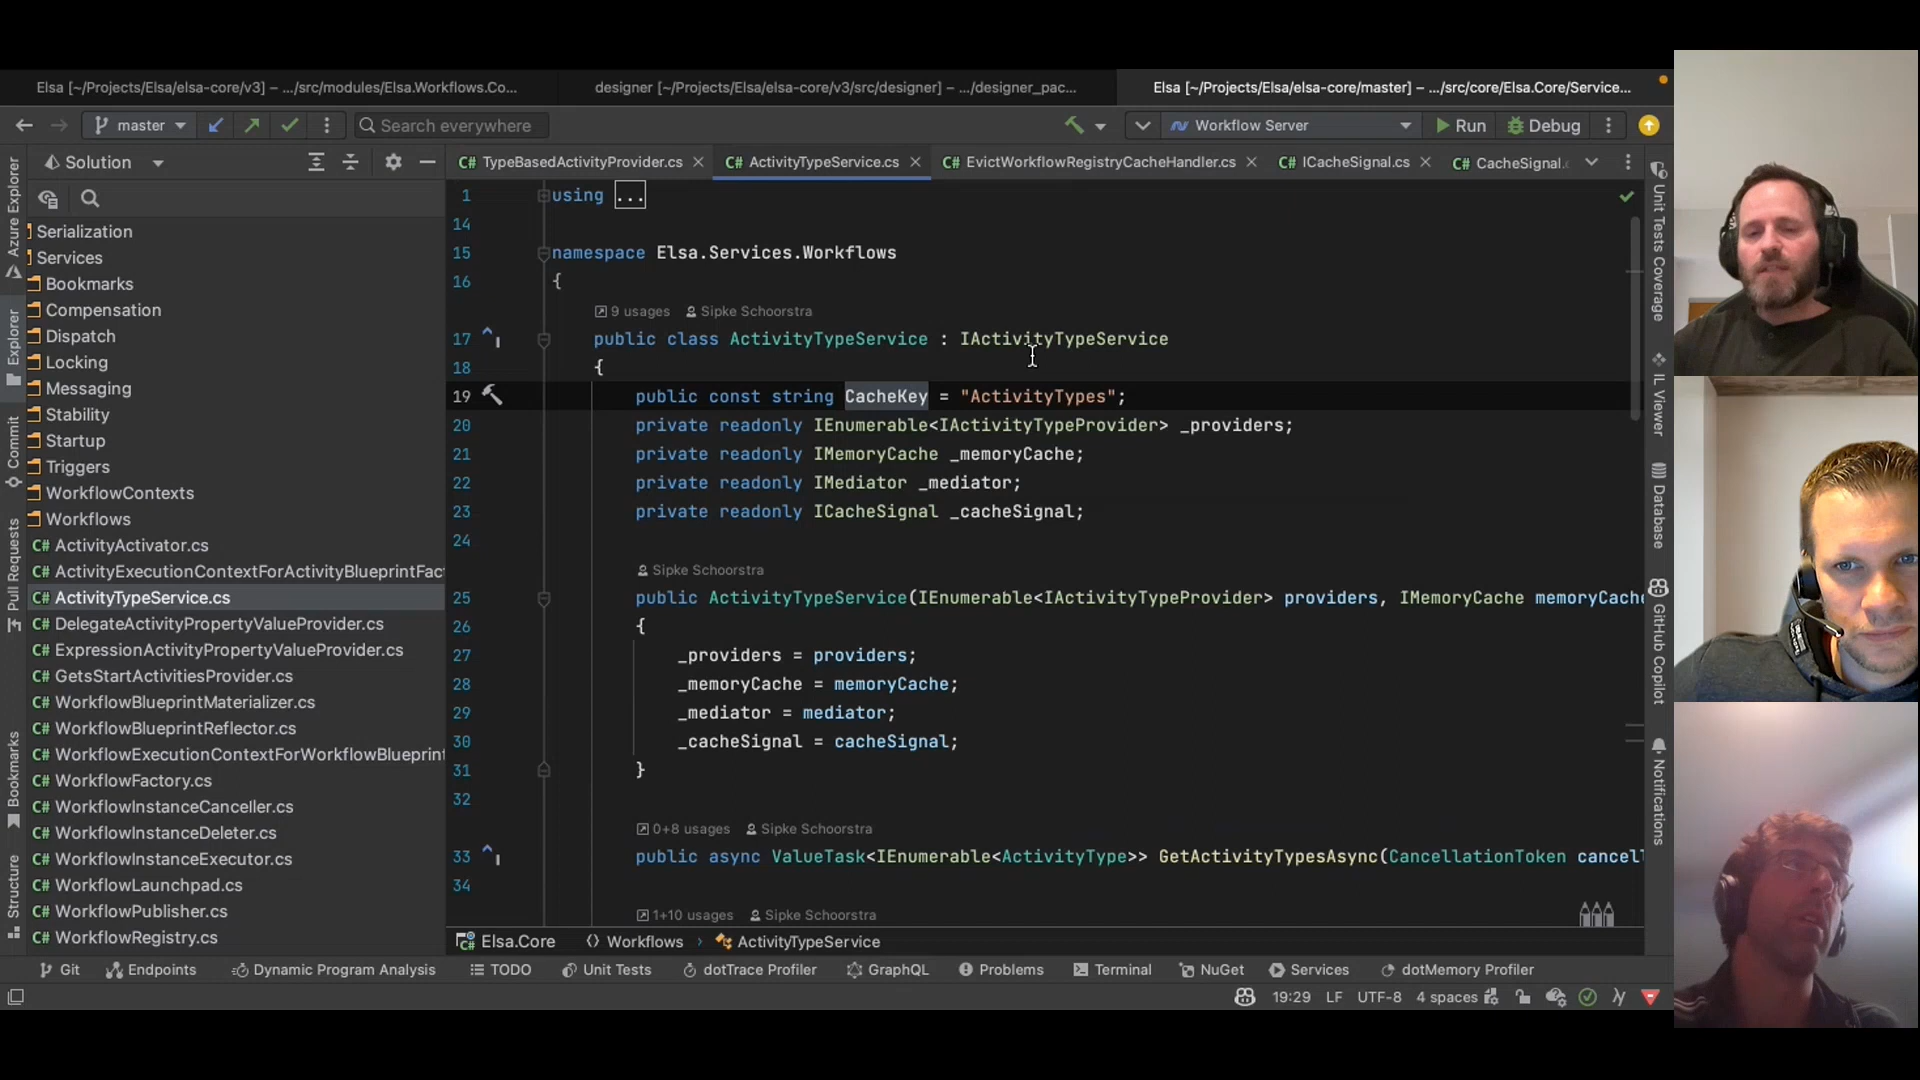 Elsa [~/Projects/Elsa/elsa-core/v3] – .../src/modules/Elsa.Workflows.Co...
designer [~/Projects/Elsa/elsa-core/v3/src/designer] – .../designer_pac...
Elsa [~/Projects/Elsa/elsa-core/master] – .../src/core/Elsa.Core/Service...
master
Search everywhere
Workflow Server
Run
Debug
Solution
TypeBasedActivityProvider.cs
ActivityTypeService.cs
EvictWorkflowRegistryCacheHandler.cs
ICacheSignal.cs
CacheSignal.
Azure Explorer
Explorer
Commit
Pull Requests
Bookmarks
Structure
Serialization
Services
Bookmarks
Compensation
Dispatch
Locking
Messaging
Stability
Startup
Triggers
WorkflowContexts
Workflows
C# ActivityActivator.cs
C# ActivityExecutionContextForActivityBlueprintFac
C# ActivityTypeService.cs
C# DelegateActivityPropertyValueProvider.cs
C# ExpressionActivityPropertyValueProvider.cs
C# GetsStartActivitiesProvider.cs
C# WorkflowBlueprintMaterializer.cs
C# WorkflowBlueprintReflector.cs
C# WorkflowExecutionContextForWorkflowBlueprint
C# WorkflowFactory.cs
C# WorkflowInstanceCanceller.cs
C# WorkflowInstanceDeleter.cs
C# WorkflowInstanceExecutor.cs
C# WorkflowLaunchpad.cs
C# WorkflowPublisher.cs
C# WorkflowRegistry.cs
1 using ...
14
15 namespace Elsa.Services.Workflows
16 {
9 usages Sipke Schoorstra
17 public class ActivityTypeService : IActivityTypeService
18 {
19 public const string CacheKey = "ActivityTypes";
20 private readonly IEnumerable<IActivityTypeProvider> _providers;
21 private readonly IMemoryCache _memoryCache;
22 private readonly IMediator _mediator;
23 private readonly ICacheSignal _cacheSignal;
24
Sipke Schoorstra
25 public ActivityTypeService(IEnumerable<IActivityTypeProvider> providers, IMemoryCache memoryCache
26 {
27 _providers = providers;
28 _memoryCache = memoryCache;
29 _mediator = mediator;
30 _cacheSignal = cacheSignal;
31 }
32
0+8 usages Sipke Schoorstra
33 public async ValueTask<IEnumerable<ActivityType>> GetActivityTypesAsync(CancellationToken cancell
34
1+10 usages Sipke Schoorstra
Unit Tests Coverage
IL Viewer
Database
GitHub Copilot
Notifications
Elsa.Core Workflows › ActivityTypeService
Git Endpoints Dynamic Program Analysis TODO Unit Tests dotTrace Profiler GraphQL Problems Terminal NuGet Services dotMemory Profiler
19:29 LF UTF-8 4 spaces